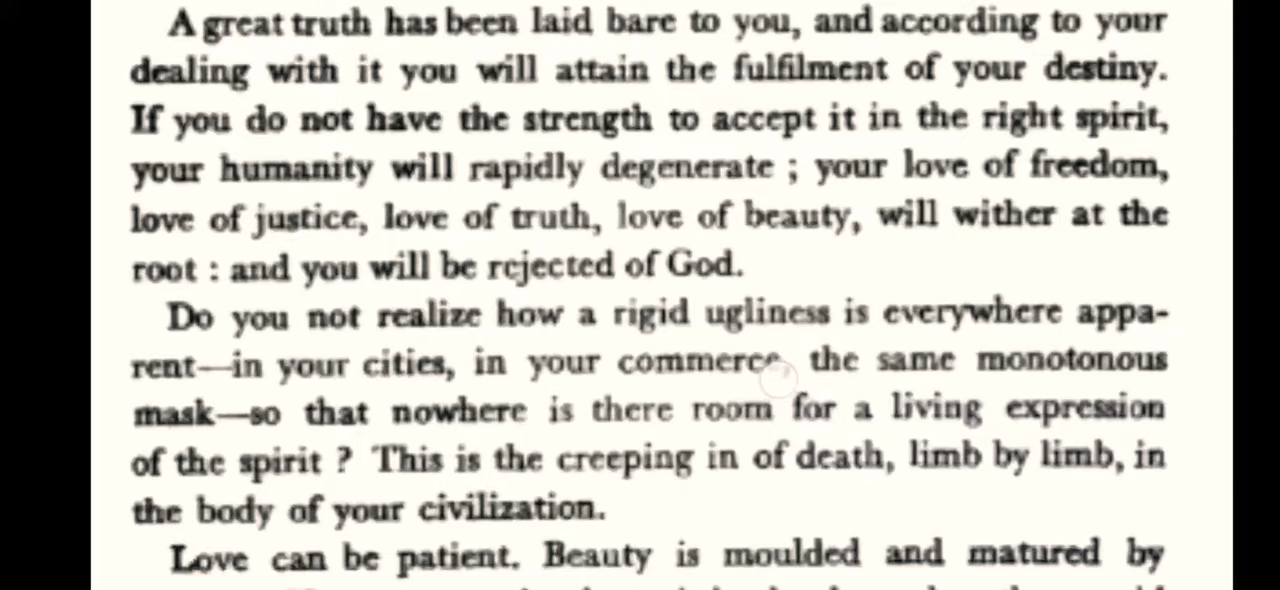 A great truth has been laid bare to you, and according to your
dealing with it you will attain the fulfilment of your destiny.
If you do not have the strength to accept it in the right spirit,
your humanity will rapidly degenerate ; your love of freedom,
love of justice, love of truth, love of beauty, will wither at the
root : and you will be rejected of God.
Do you not realize how a rigid ugliness is everywhere appa-
rent—in your cities, in your commerce, the same monotonous
mask—so that nowhere is there room for a living expression
of the spirit ? This is the creeping in of death, limb by limb, in
the body of your civilization.
Love can be patient. Beauty is moulded and matured by